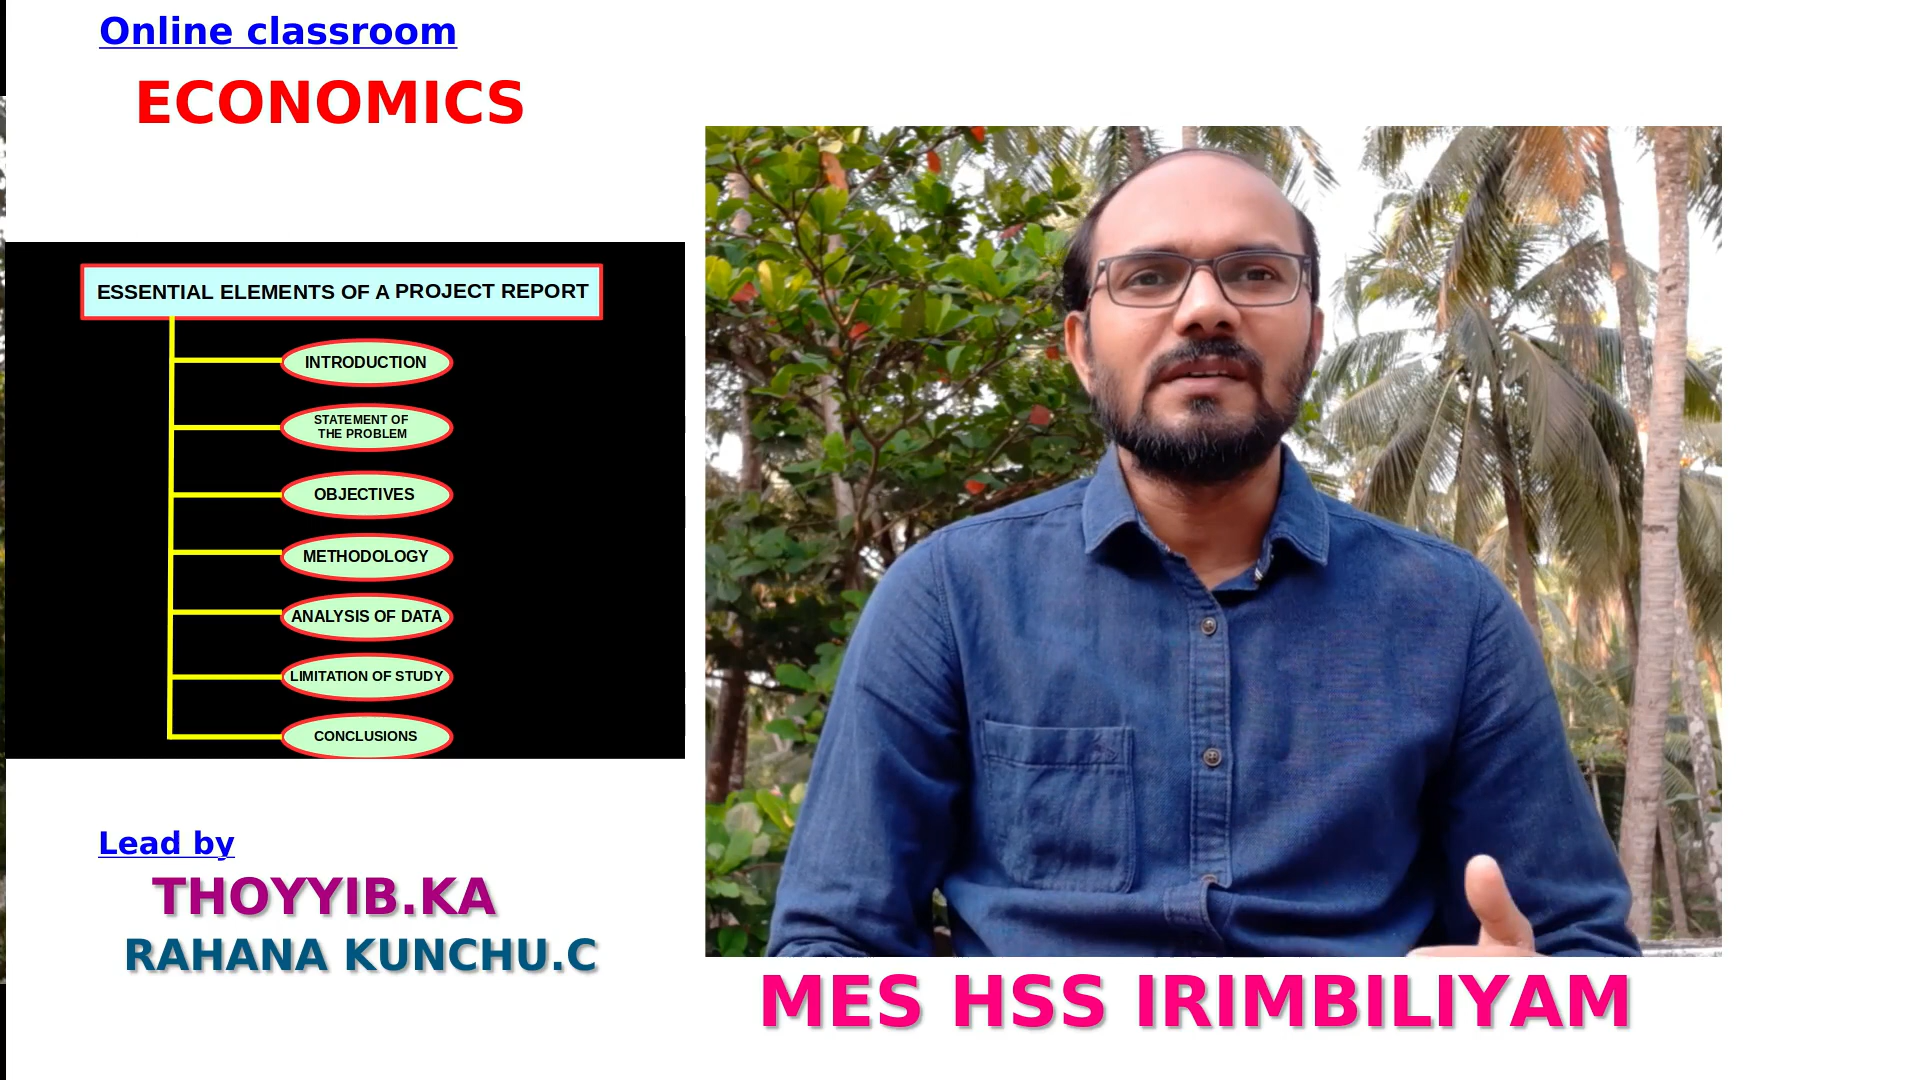 Online classroom
ECONOMICS
ESSENTIAL ELEMENTS OF A PROJECT REPORT
INTRODUCTION
STATEMENT OF
THE PROBLEM
OBJECTIVES
METHODOLOGY
ANALYSIS OF DATA
LIMITATION OF STUDY
CONCLUSIONS
Lead by
THOYYIB.KA
RAHANA KUNCHU.C
MES HSS IRIMBILIYAM